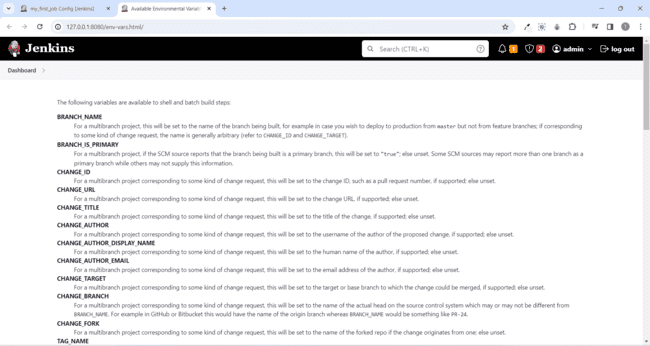 my_first_job Config [Jenkins]
Available Environmental Variabl
127.0.0.1:8080/env-vars.html/
Jenkins
Search (CTRL+K)
1
2
admin
log out
Dashboard
The following variables are available to shell and batch build steps:
BRANCH_NAME
For a multibranch project, this will be set to the name of the branch being built, for example in case you wish to deploy to production from master but not from feature branches; if corresponding
to some kind of change request, the name is generally arbitrary (refer to CHANGE_ID and CHANGE_TARGET).
BRANCH_IS_PRIMARY
For a multibranch project, if the SCM source reports that the branch being built is a primary branch, this will be set to "true"; else unset. Some SCM sources may report more than one branch as a
primary branch while others may not supply this information.
CHANGE_ID
For a multibranch project corresponding to some kind of change request, this will be set to the change ID, such as a pull request number, if supported; else unset.
CHANGE_URL
For a multibranch project corresponding to some kind of change request, this will be set to the change URL, if supported; else unset.
CHANGE_TITLE
For a multibranch project corresponding to some kind of change request, this will be set to the title of the change, if supported; else unset.
CHANGE_AUTHOR
For a multibranch project corresponding to some kind of change request, this will be set to the username of the author of the proposed change, if supported; else unset.
CHANGE_AUTHOR_DISPLAY_NAME
For a multibranch project corresponding to some kind of change request, this will be set to the human name of the author, if supported; else unset.
CHANGE_AUTHOR_EMAIL
For a multibranch project corresponding to some kind of change request, this will be set to the email address of the author, if supported; else unset.
CHANGE_TARGET
For a multibranch project corresponding to some kind of change request, this will be set to the target or base branch to which the change could be merged, if supported; else unset.
CHANGE_BRANCH
For a multibranch project corresponding to some kind of change request, this will be set to the name of the actual head on the source control system which may or may not be different from
BRANCH_NAME. For example in GitHub or Bitbucket this would have the name of the origin branch whereas BRANCH_NAME would be something like PR-24.
CHANGE_FORK
For a multibranch project corresponding to some kind of change request, this will be set to the name of the forked repo if the change originates from one; else unset.
TAG_NAME